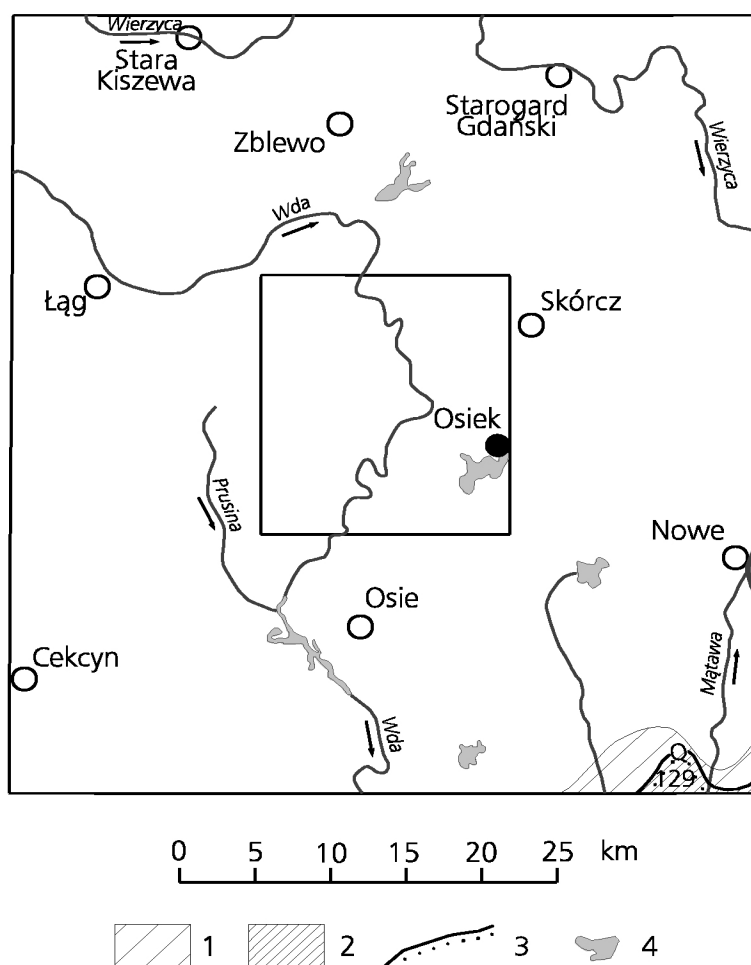 Wierzyca
Stara
Kiszewa
Starogard
Gdański
Zblewo
Wierzyca
Wda
Łąg
Skórcz
Osiek
Prusina
Nowe
Osie
Cekcyn
Mątawa
Wda
Q
129
0 5 10 15 20 25 km
1 2 3 4